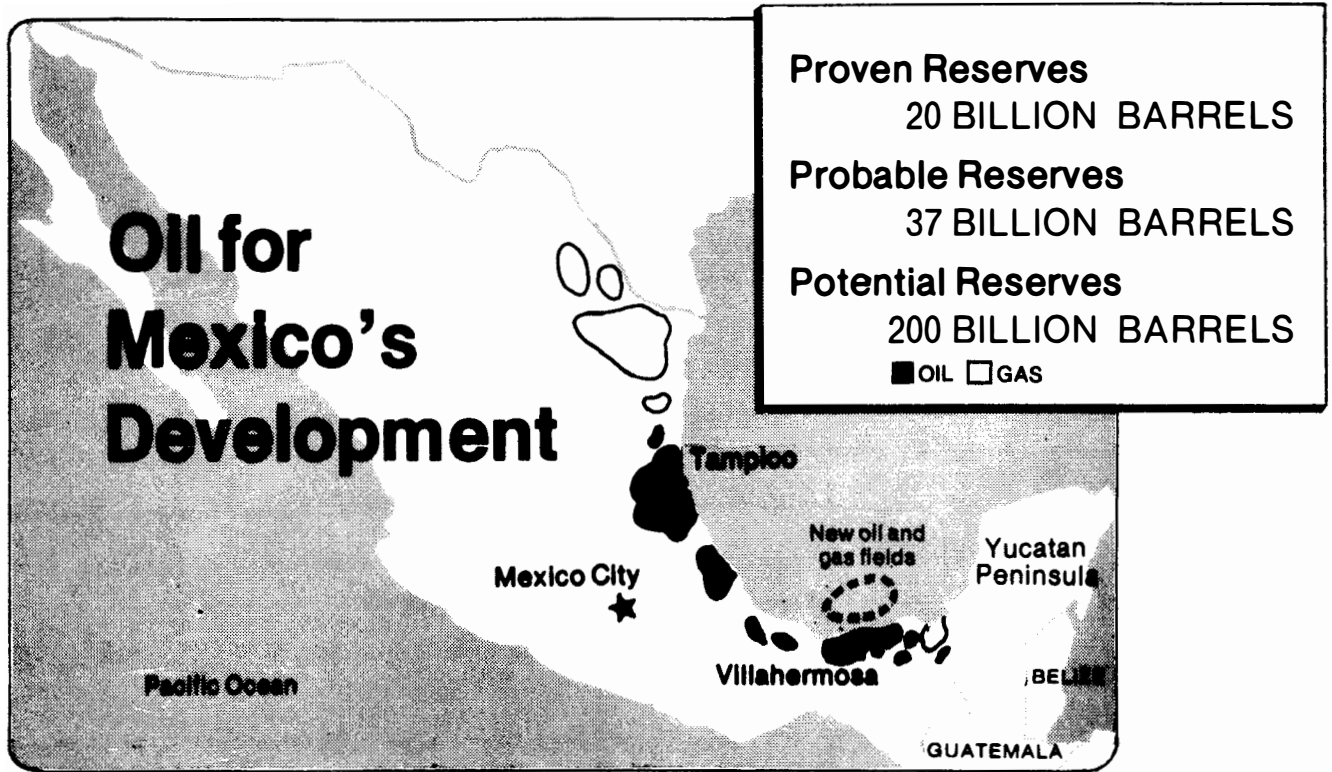 Proven Reserves
20 BILLION BARRELS
Probable Reserves
37 BILLION BARRELS
Potential Reserves
200 BILLION BARRELS
OIL GAS
Oil for
Mexico's
Development
Tampico
New oil and
gas fields
Yucatan
Peninsula
Mexico City
Villahermosa
Pacific Ocean
BELIZE
GUATEMALA